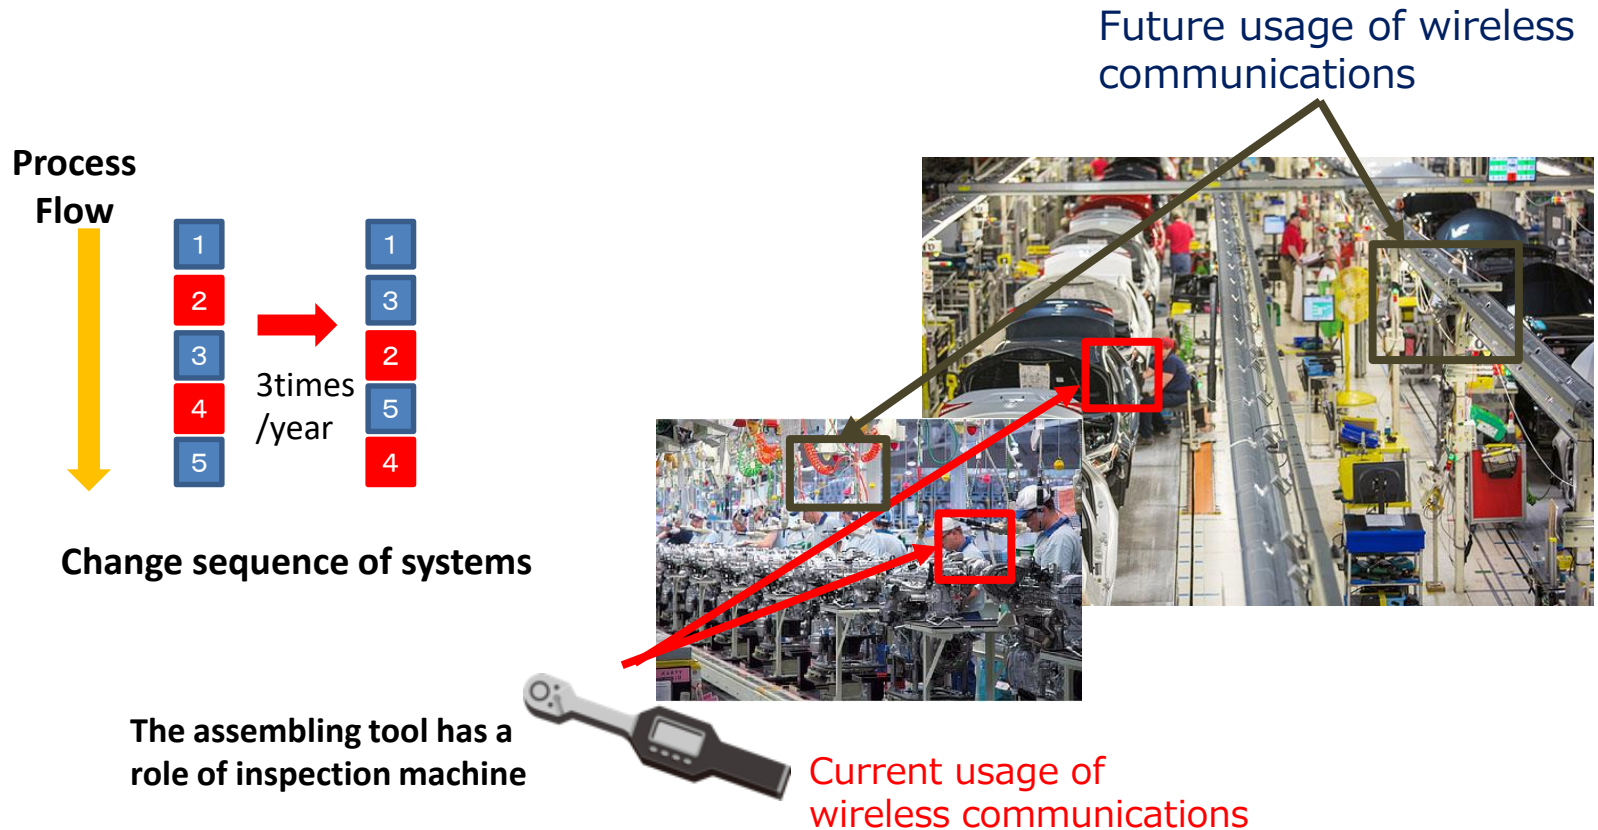 Future usage of wireless
communications
Process
Flow
1
2
3
4
5
3times
/year
1
3
2
5
4
Change sequence of systems
The assembling tool has a
role of inspection machine
Current usage of
wireless communications